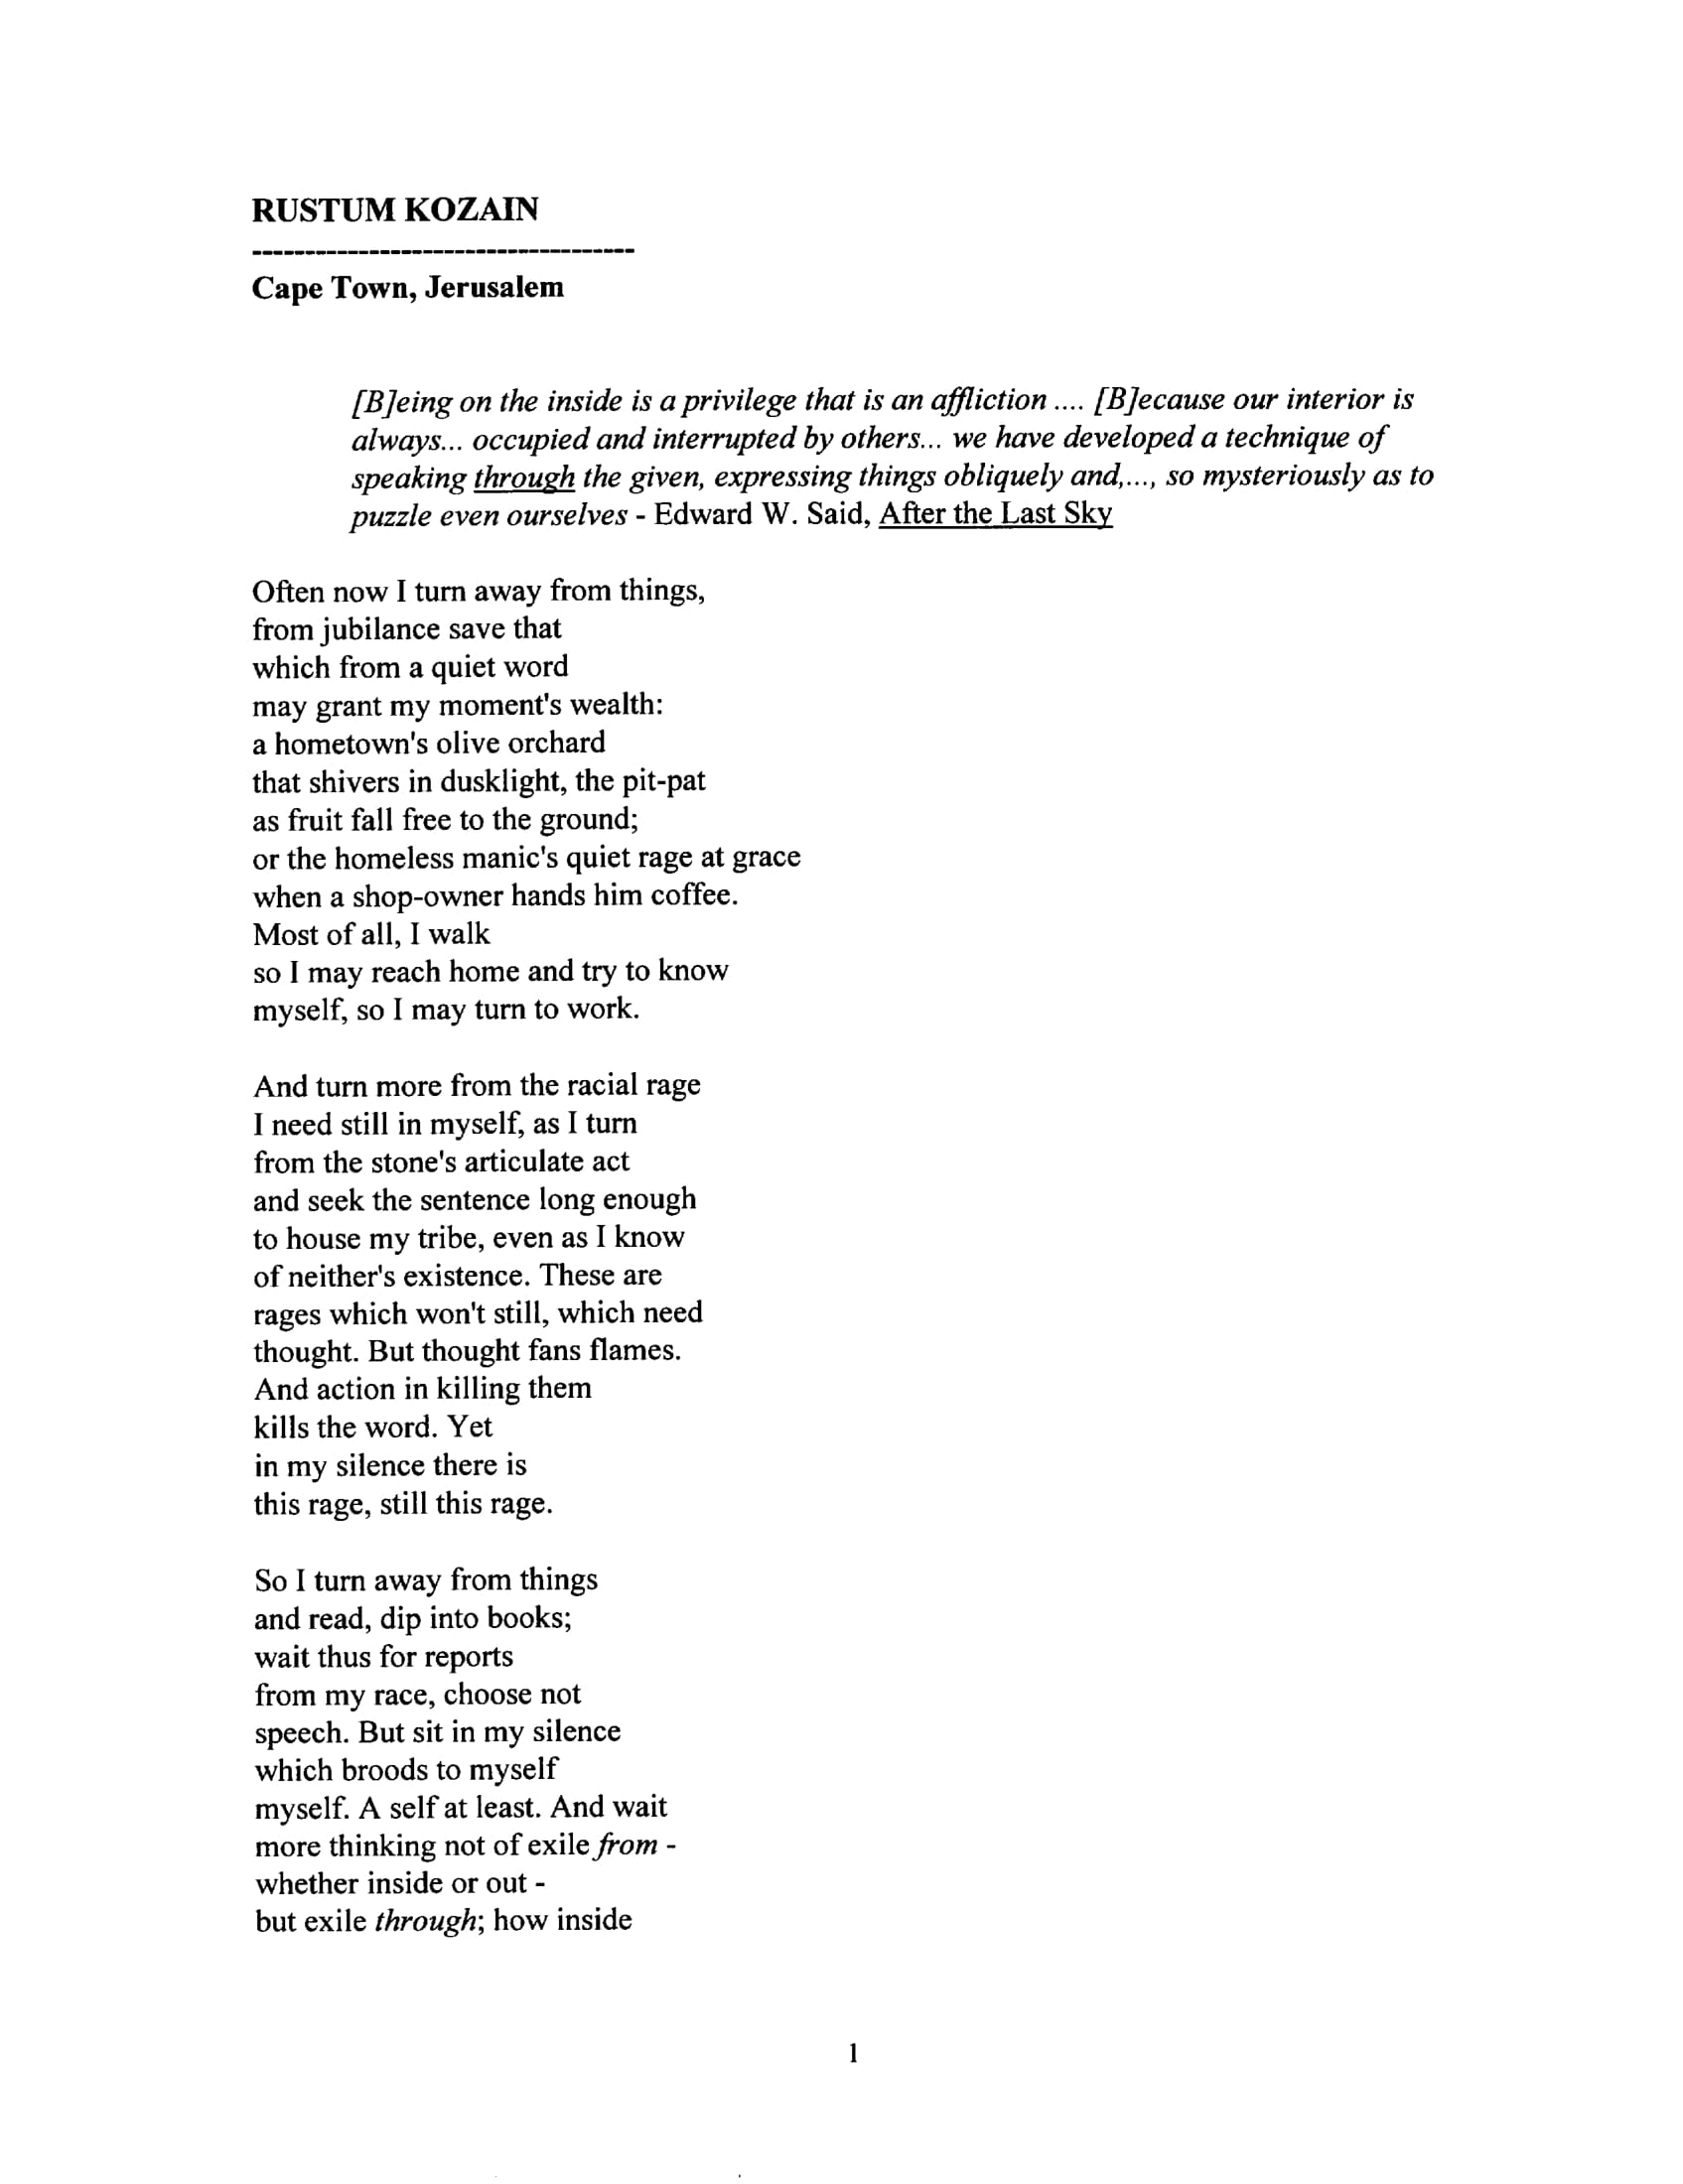 RUSTUM KOZAIN
------------------------------------
Cape Town, Jerusalem
[B]eing on the inside is a privilege that is an affliction .... [B]ecause our interior is
always... occupied and interrupted by others... we have developed a technique of
speaking through the given, expressing things obliquely and,..., so mysteriously as to
puzzle even ourselves - Edward W. Said, After the Last Sky
Often now I turn away from things,
from jubilance save that
which from a quiet word
may grant my moment's wealth:
a hometown's olive orchard
that shivers in dusklight, the pit-pat
as fruit fall free to the ground;
or the homeless manic's quiet rage at grace
when a shop-owner hands him coffee.
Most of all, I walk
so I may reach home and try to know
myself, so I may turn to work.
And turn more from the racial rage
I need still in myself, as I turn
from the stone's articulate act
and seek the sentence long enough
to house my tribe, even as I know
of neither's existence. These are
rages which won't still, which need
thought. But thought fans flames.
And action in killing them
kills the word. Yet
in my silence there is
this rage, still this rage.
So I turn away from things
and read, dip into books;
wait thus for reports
from my race, choose not
speech. But sit in my silence
which broods to myself
myself. A self at least. And wait
more thinking not of exile from -
whether inside or out -
but exile through; how inside
1